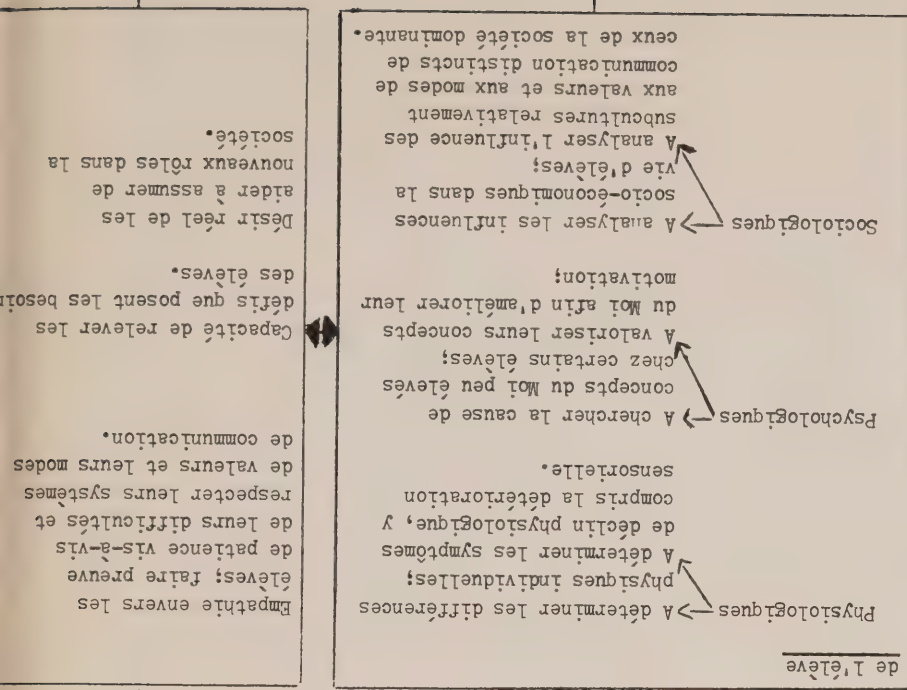 de l'élève
Physiologiques A déterminer les différences
physiques individuelles;
A déterminer les symptômes
de déclin physiologique, y
compris la détérioration
sensorielle.
Psychologiques A chercher la cause de
concepts du Moi peu élevés
chez certains élèves;
A valoriser leurs concepts
du Moi afin d'améliorer leur
motivation;
Sociologiques A analyser les influences
socio-économiques dans la
vie d'élèves;
A analyser l'influence des
subcultures relativement
aux valeurs et aux modes de
communication distincts de
ceux de la société dominante.
Empathie envers les
élèves; faire preuve
de patience vis-à-vis
de leurs difficultés et
respecter leurs systèmes
de valeurs et leurs modes
de communication.
Capacité de relever les
défis que posent les besoin
des élèves.
Désir réel de les
aider à assumer de
nouveaux rôles dans la
société.